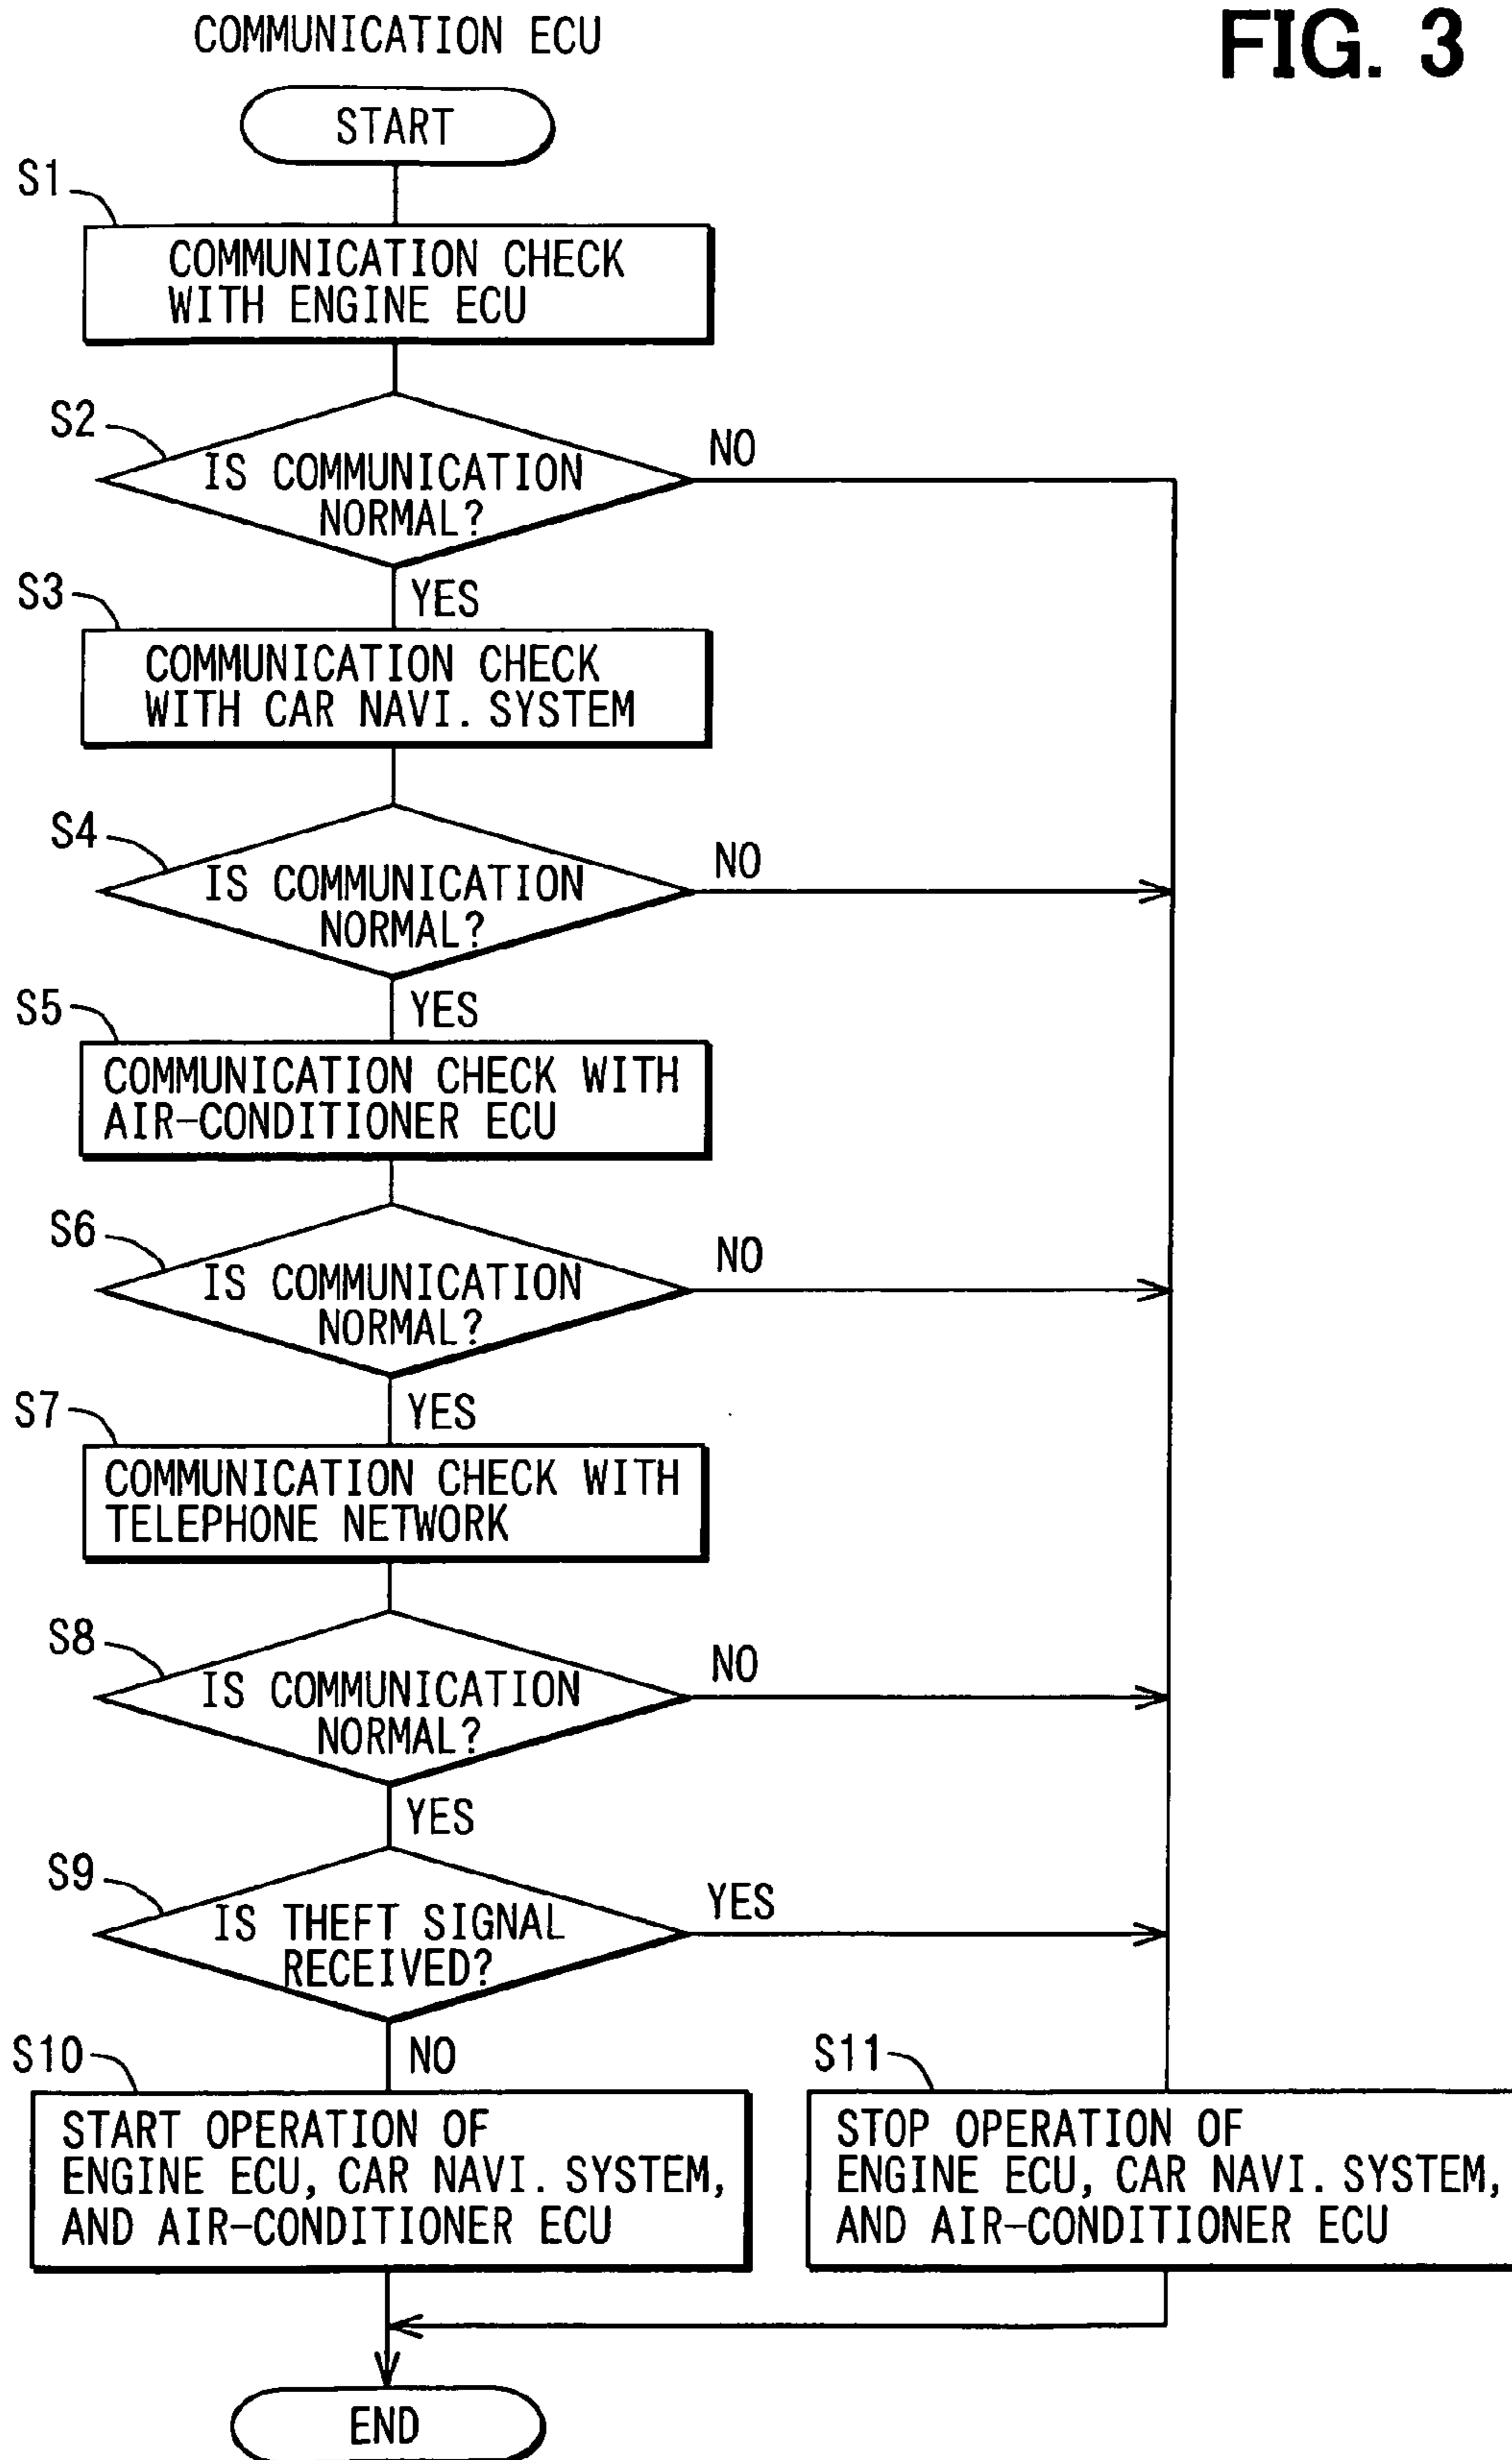 FIG. 3
COMMUNICATION ECU
START
S1
COMMUNICATION CHECK
WITH ENGINE ECU
S2
IS COMMUNICATION
NORMAL?
NO
YES
S3
COMMUNICATION CHECK
WITH CAR NAVI. SYSTEM
S4
IS COMMUNICATION
NORMAL?
NO
YES
S5
COMMUNICATION CHECK WITH
AIR-CONDITIONER ECU
S6
IS COMMUNICATION
NORMAL?
NO
YES
S7
COMMUNICATION CHECK WITH
TELEPHONE NETWORK
S8
IS COMMUNICATION
NORMAL?
NO
YES
S9
IS THEFT SIGNAL
RECEIVED?
YES
NO
S10
START OPERATION OF
ENGINE ECU, CAR NAVI. SYSTEM,
AND AIR-CONDITIONER ECU
S11
STOP OPERATION OF
ENGINE ECU, CAR NAVI. SYSTEM,
AND AIR-CONDITIONER ECU
END